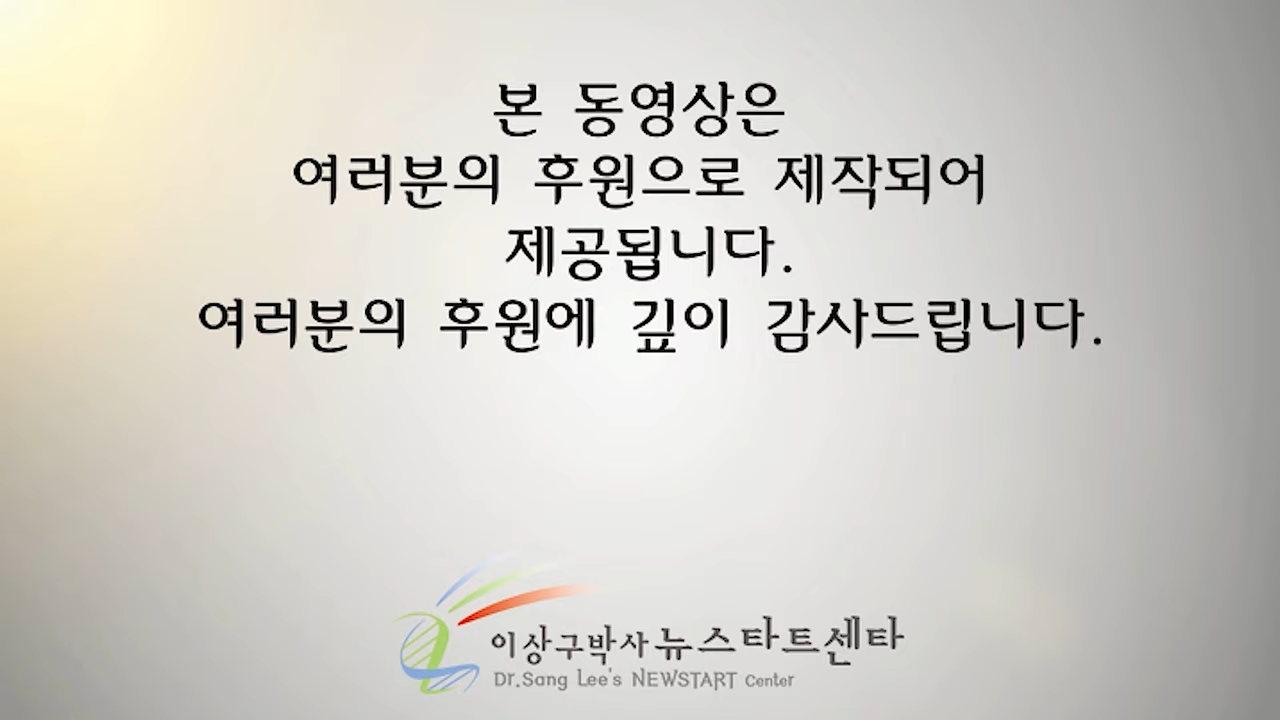 본 동영상은
여러분의 후원으로 제작되어
제공됩니다.
여러분의 후원에 깊이 감사드립니다.
이상구박사 뉴스타트센타
Dr.Sang Lee's NEWSTART Center